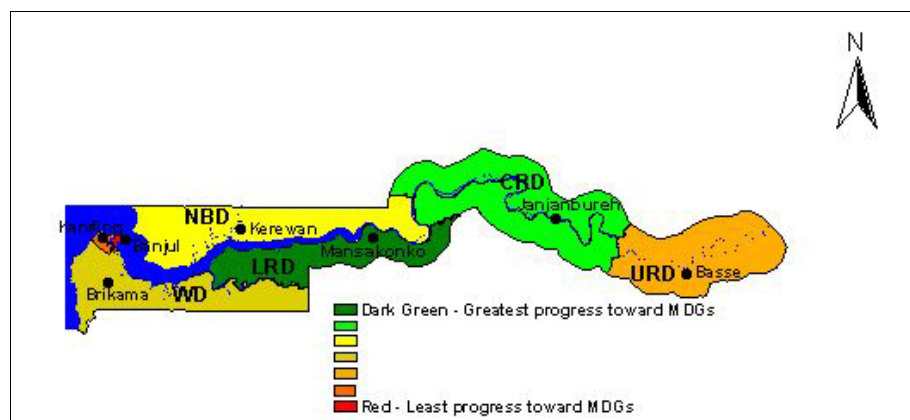 N
CRD
Janjanbureh
NBD
Kerewan
Kanifing
Banjul
Mansakonko
LRD
URD
Basse
Brikama
WD
Dark Green - Greatest progress toward MDGs
Red - Least progress toward MDGs